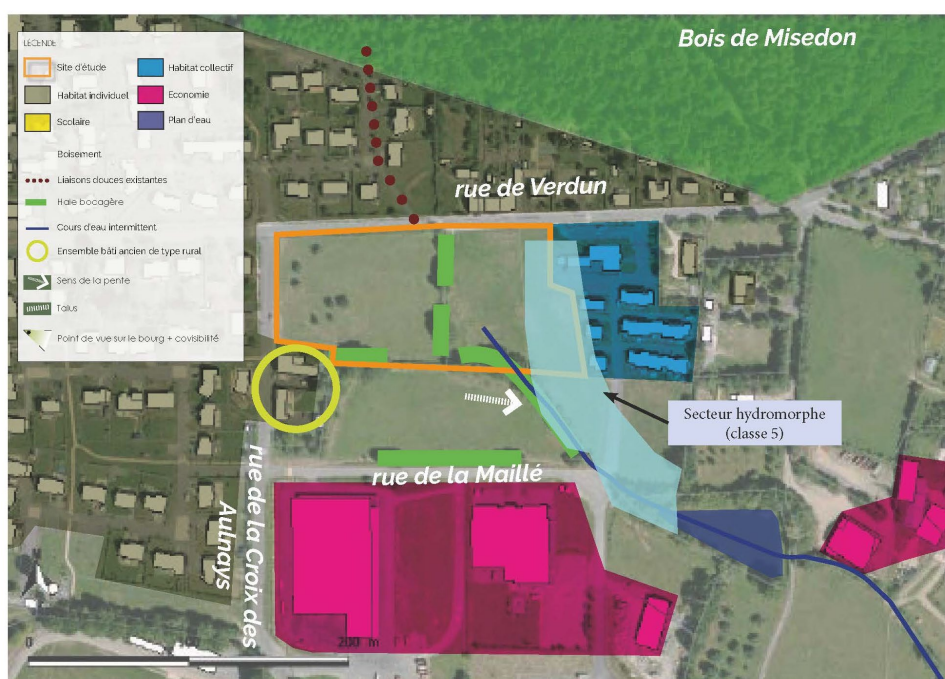 Bois de Misedon
LÉGENDE
Site d'étude
Habitat collectif
Habitat individuel
Economie
Scolaire
Plan d'eau
Boisement
Liaisons douces existantes
Haie bocagère
Cours d'eau intermittent
Ensemble bâti ancien de type rural
Sens de la pente
Talus
Point de vue sur le bourg + covisibilité
rue de Verdun
Secteur hydromorphe
(classe 5)
rue de la Maillé
rue de la Croix des
Aulnays
0
100
200 m